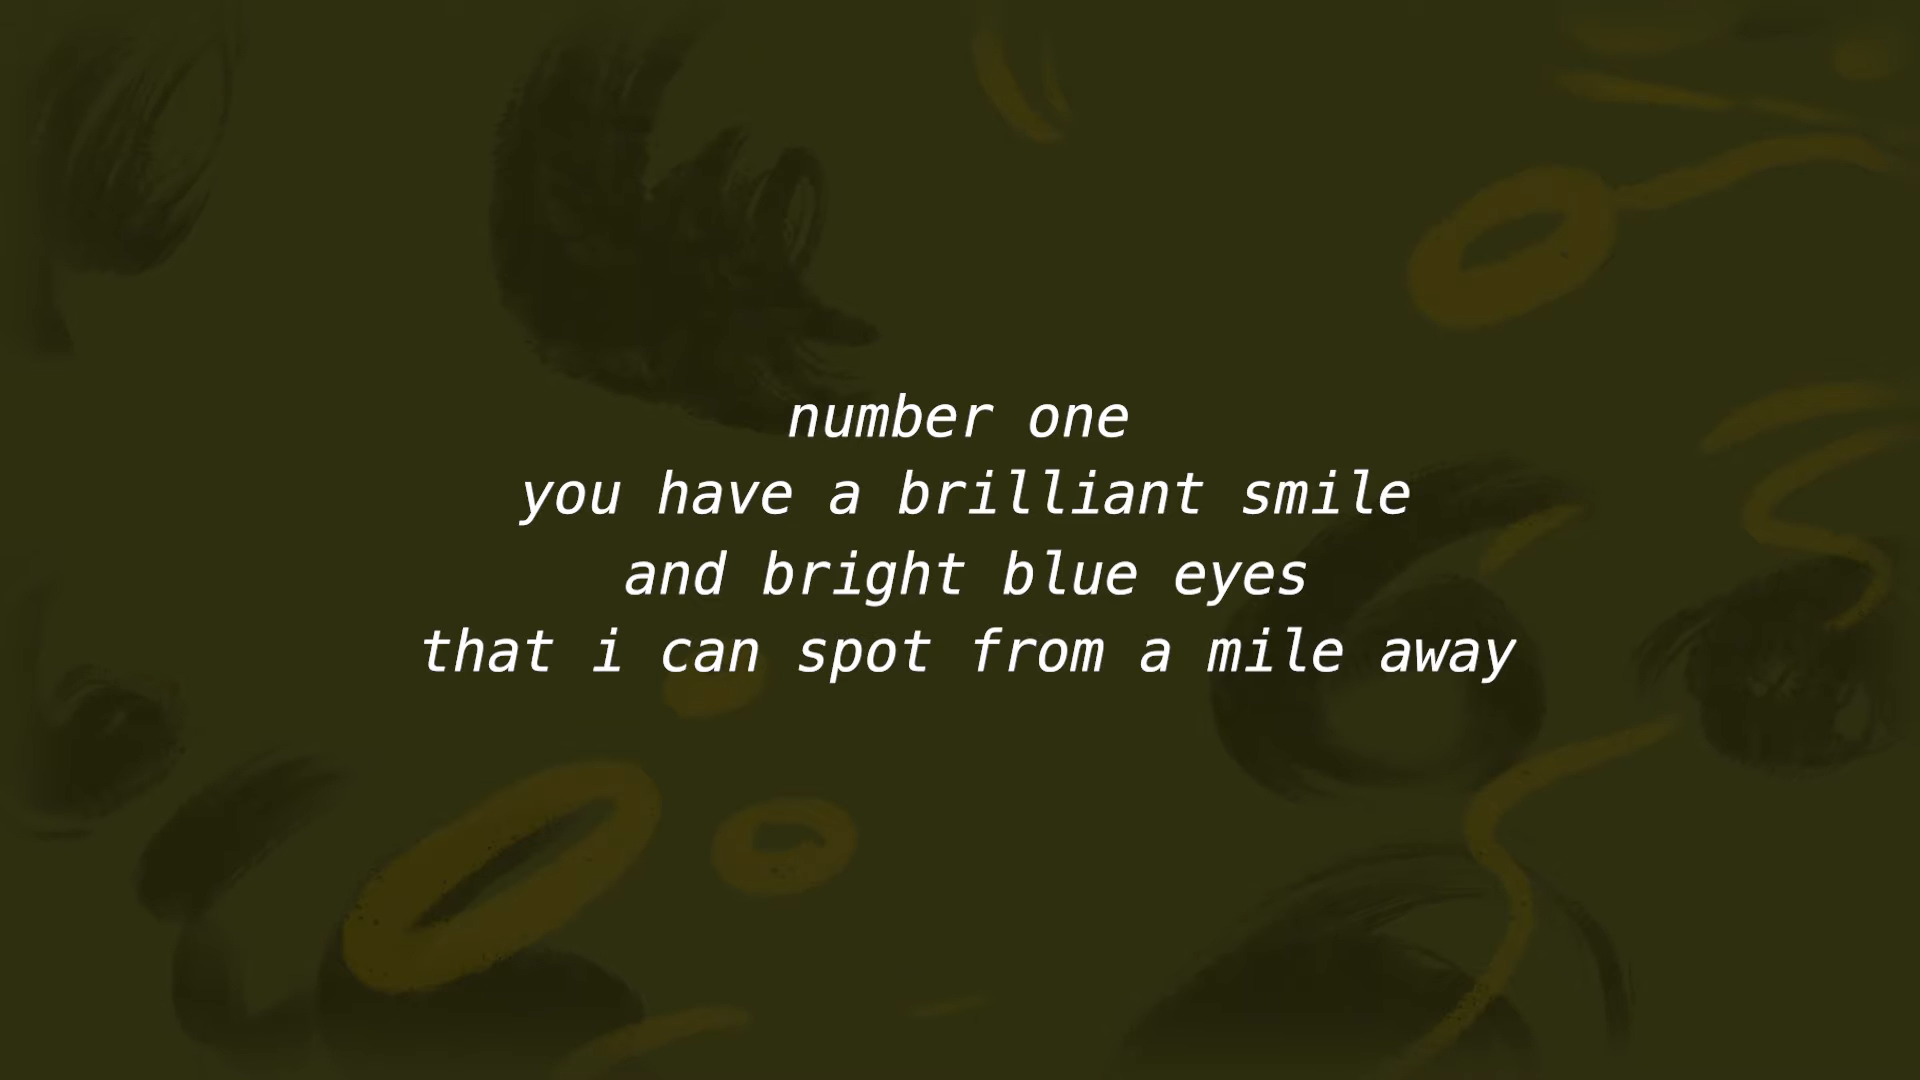 number one
you have a brilliant smile
and bright blue eyes
that i can spot from a mile away